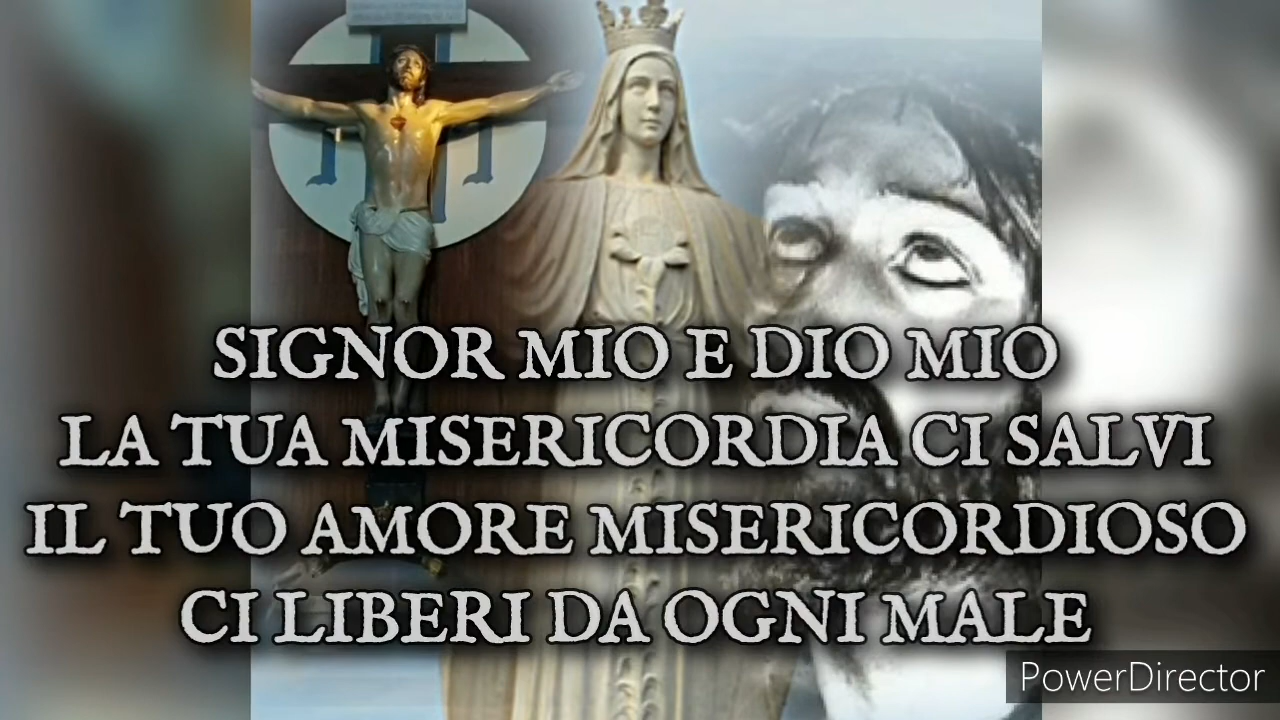 SIGNOR MIO E DIO MIO
LA TUA MISERICORDIA CI SALVI
IL TUO AMORE MISERICORDIOSO
CI LIBERI DA OGNI MALE
PowerDirector